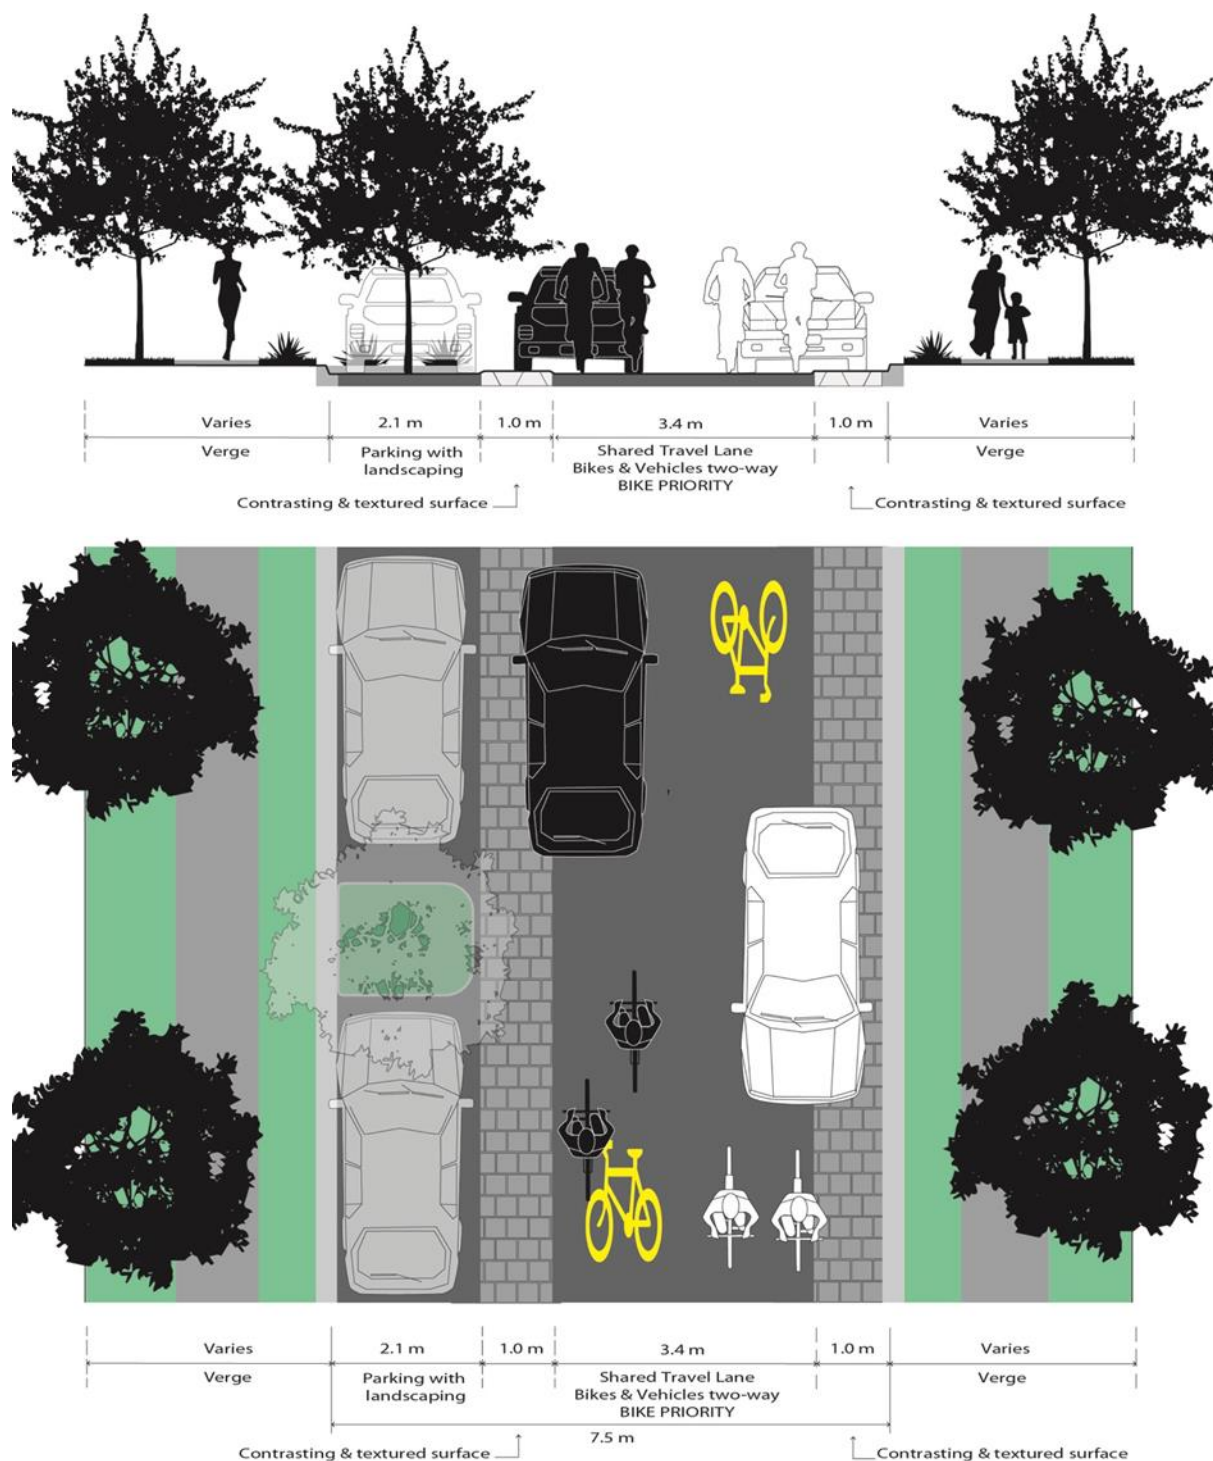 Varies
2.1 m
1.0 m
3.4 m
1.0 m
Varies
Verge
Parking with
landscaping
Shared Travel Lane
Bikes & Vehicles two-way
BIKE PRIORITY
Verge
Contrasting & textured surface
Contrasting & textured surface
Varies
2.1 m
1.0 m
3.4 m
1.0 m
Varies
Verge
Parking with
landscaping
Shared Travel Lane
Bikes & Vehicles two-way
BIKE PRIORITY
Verge
7.5 m
Contrasting & textured surface
Contrasting & textured surface